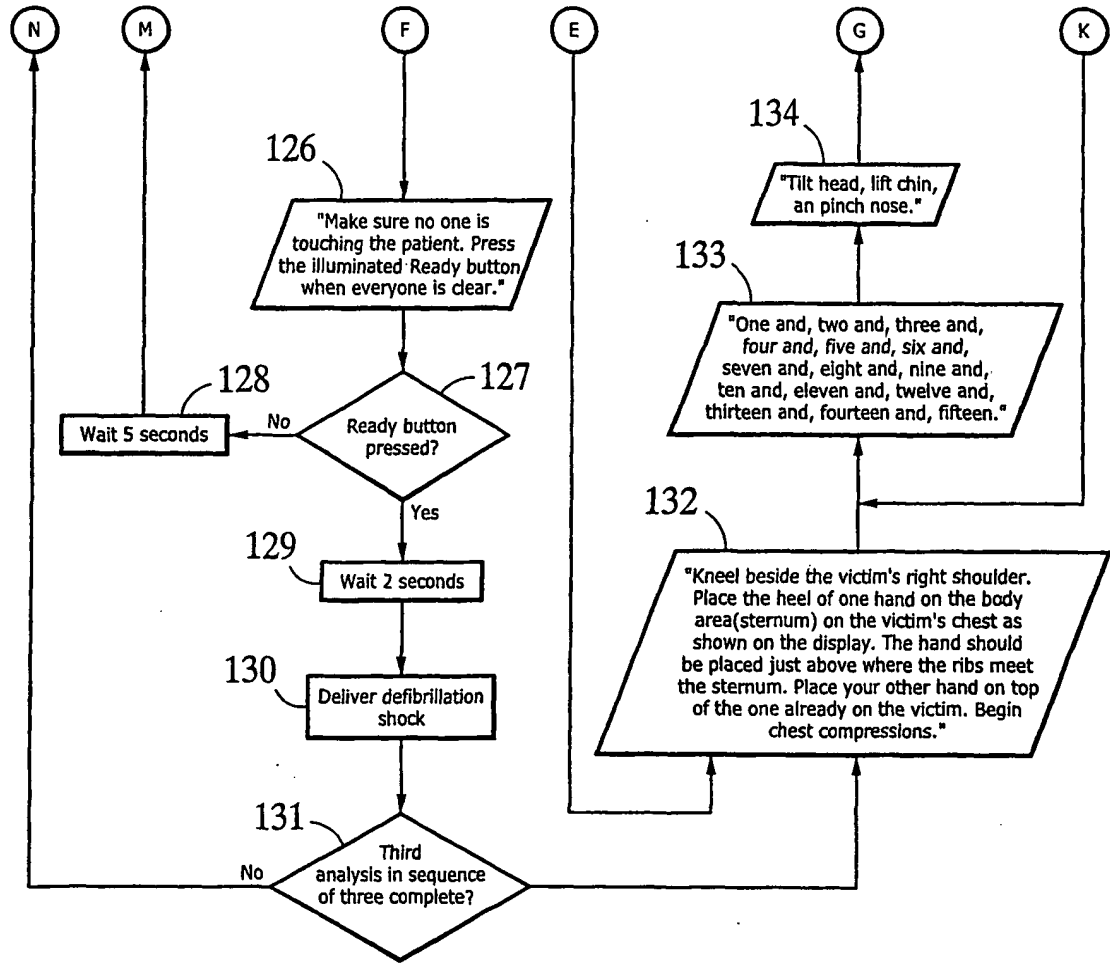 N
M
F
E
G
K
126
"Make sure no one is
touching the patient. Press
the illuminated Ready button
when everyone is clear."
127
Ready button
pressed?
No
128
Wait 5 seconds
Yes
129
Wait 2 seconds
130
Deliver defibrillation
shock
131
Third
analysis in sequence
of three complete?
No
134
"Tilt head, lift chin,
an pinch nose."
133
"One and, two and, three and,
four and, five and, six and,
seven and, eight and, nine and,
ten and, eleven and, twelve and,
thirteen and, fourteen and, fifteen."
132
"Kneel beside the victim's right shoulder.
Place the heel of one hand on the body
area(sternum) on the victim's chest as
shown on the display. The hand should
be placed just above where the ribs meet
the sternum. Place your other hand on top
of the one already on the victim. Begin
chest compressions."